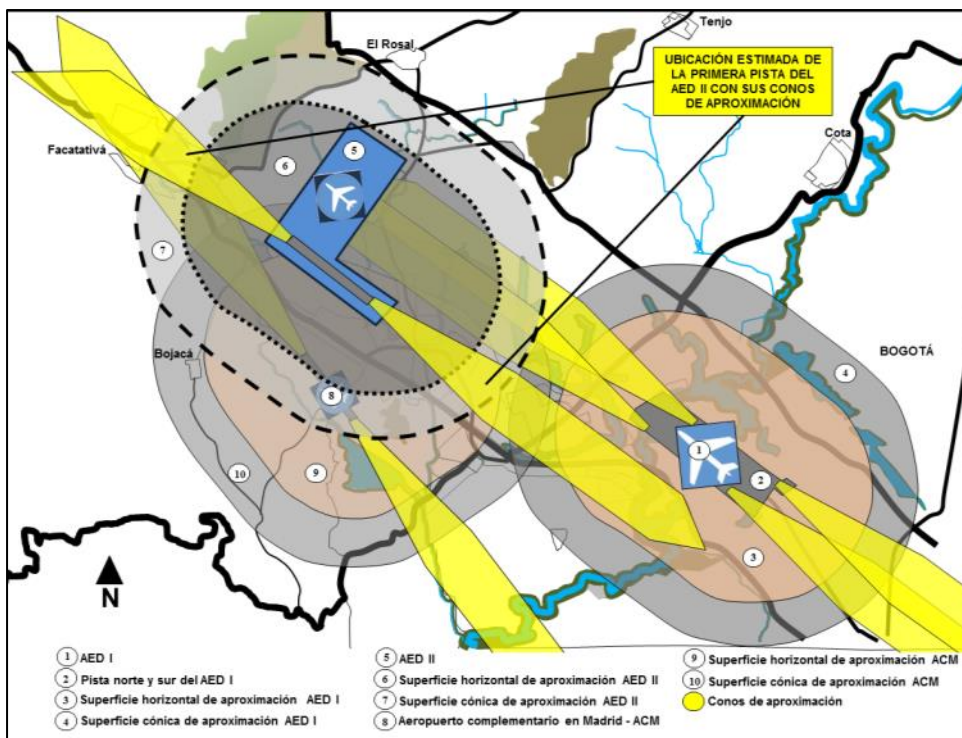 Tenjo
El Rosal
UBICACIÓN ESTIMADA DE
LA PRIMERA PISTA DEL
AED II CON SUS CONOS
DE APROXIMACIÓN
Cota
Facatativá
5
6
7
Bojacá
BOGOTÁ
4
8
1
2
9
10
3
N
1 AED I
2 Pista norte y sur del AED I
3 Superficie horizontal de aproximación AED I
4 Superficie cónica de aproximación AED I
5 AED II
6 Superficie horizontal de aproximación AED II
7 Superficie cónica de aproximación AED II
8 Aeropuerto complementario en Madrid - ACM
9 Superficie horizontal de aproximación ACM
10 Superficie cónica de aproximación ACM
Conos de aproximación